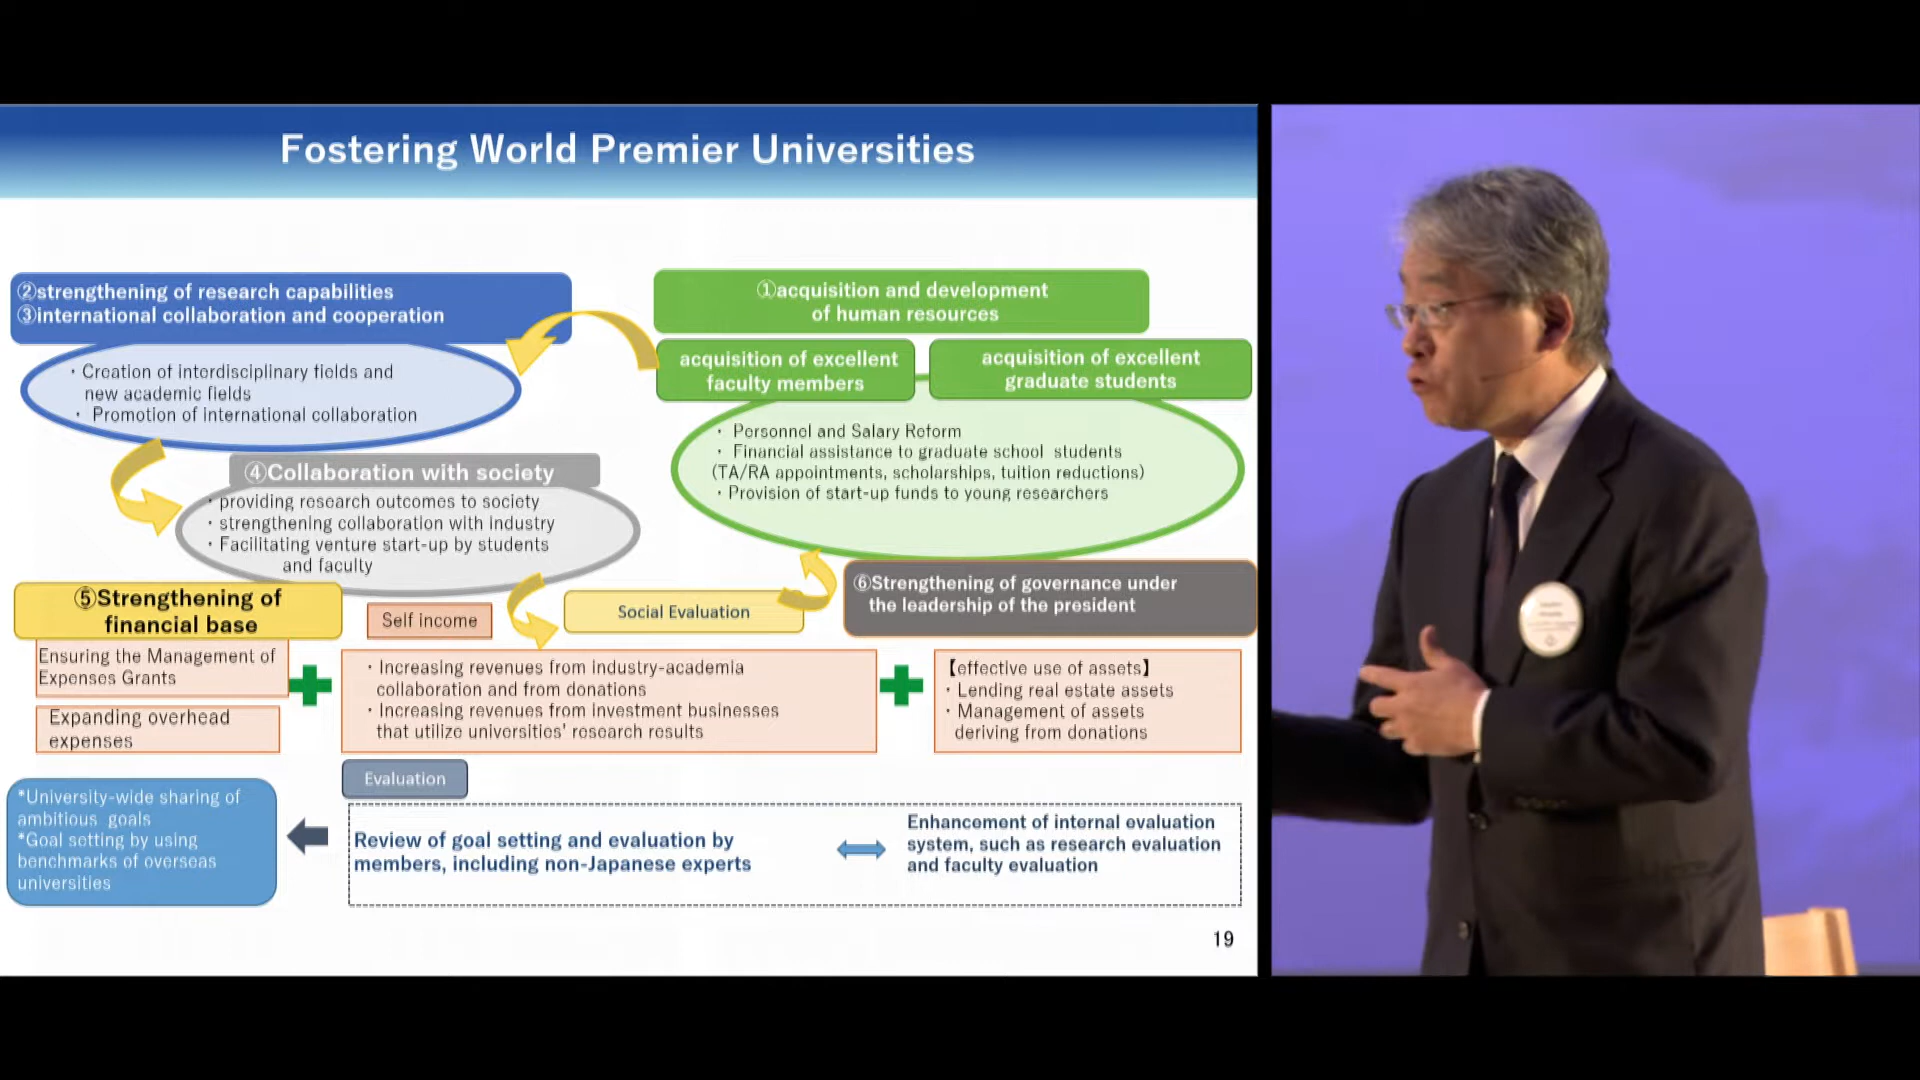 Fostering World Premier Universities
②strengthening of research capabilities
③international collaboration and cooperation
・Creation of interdisciplinary fields and
new academic fields
・ Promotion of international collaboration
①acquisition and development
of human resources
acquisition of excellent
faculty members
acquisition of excellent
graduate students
・ Personnel and Salary Reform
・ Financial assistance to graduate school students
(TA/RA appointments, scholarships, tuition reductions)
・Provision of start-up funds to young researchers
④Collaboration with society
・providing research outcomes to society
・strengthening collaboration with industry
・Facilitating venture start-up by students
and faculty
⑤Strengthening of
financial base
Self income
Social Evaluation
⑥Strengthening of governance under
the leadership of the president
Ensuring the Management of
Expenses Grants
Expanding overhead
expenses
・Increasing revenues from industry-academia
collaboration and from donations
・Increasing revenues from investment businesses
that utilize universities' research results
【effective use of assets】
・Lending real estate assets
・Management of assets
deriving from donations
Evaluation
*University-wide sharing of
ambitious goals
*Goal setting by using
benchmarks of overseas
universities
Review of goal setting and evaluation by
members, including non-Japanese experts
Enhancement of internal evaluation
system, such as research evaluation
and faculty evaluation
19